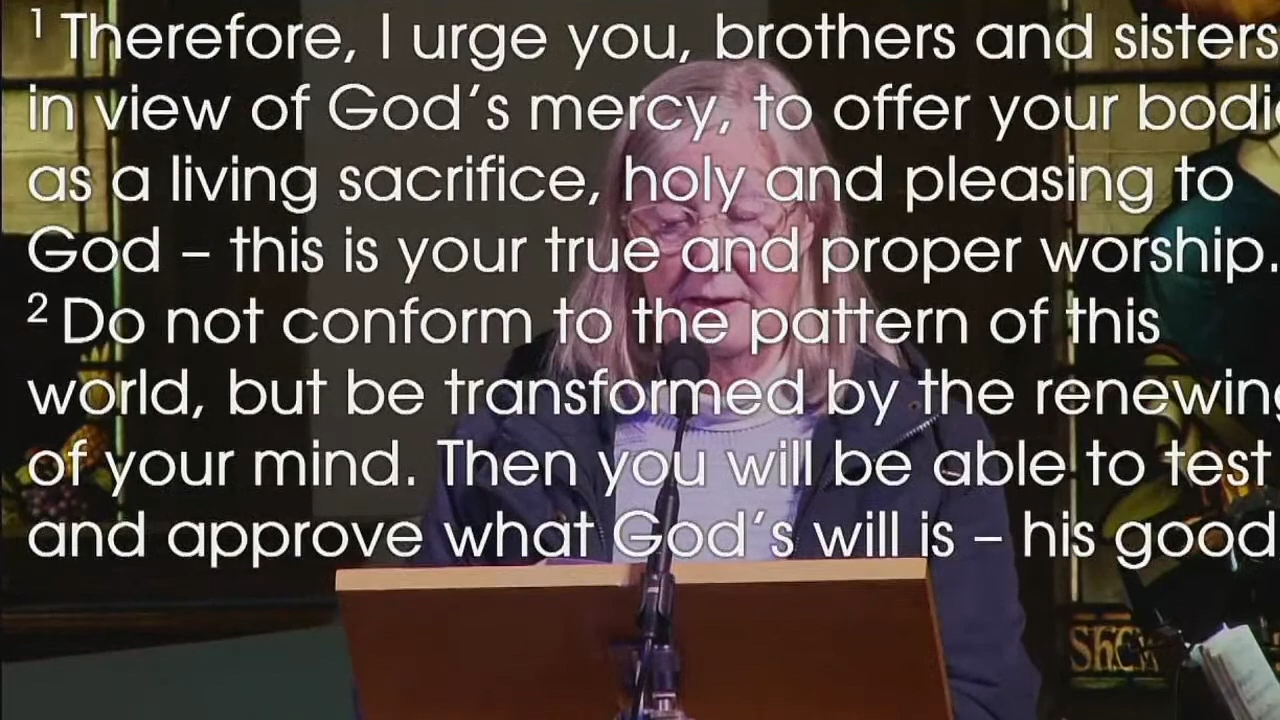 1 Therefore, I urge you, brothers and sisters
in view of God's mercy, to offer your
as a living sacrifice, holy and pleasing to
God – this is your true and proper worship.
2 Do not conform to the pattern of this
world, but be transformed by the renewing
of your mind. Then you will be able to test
and approve what God's will is – his good